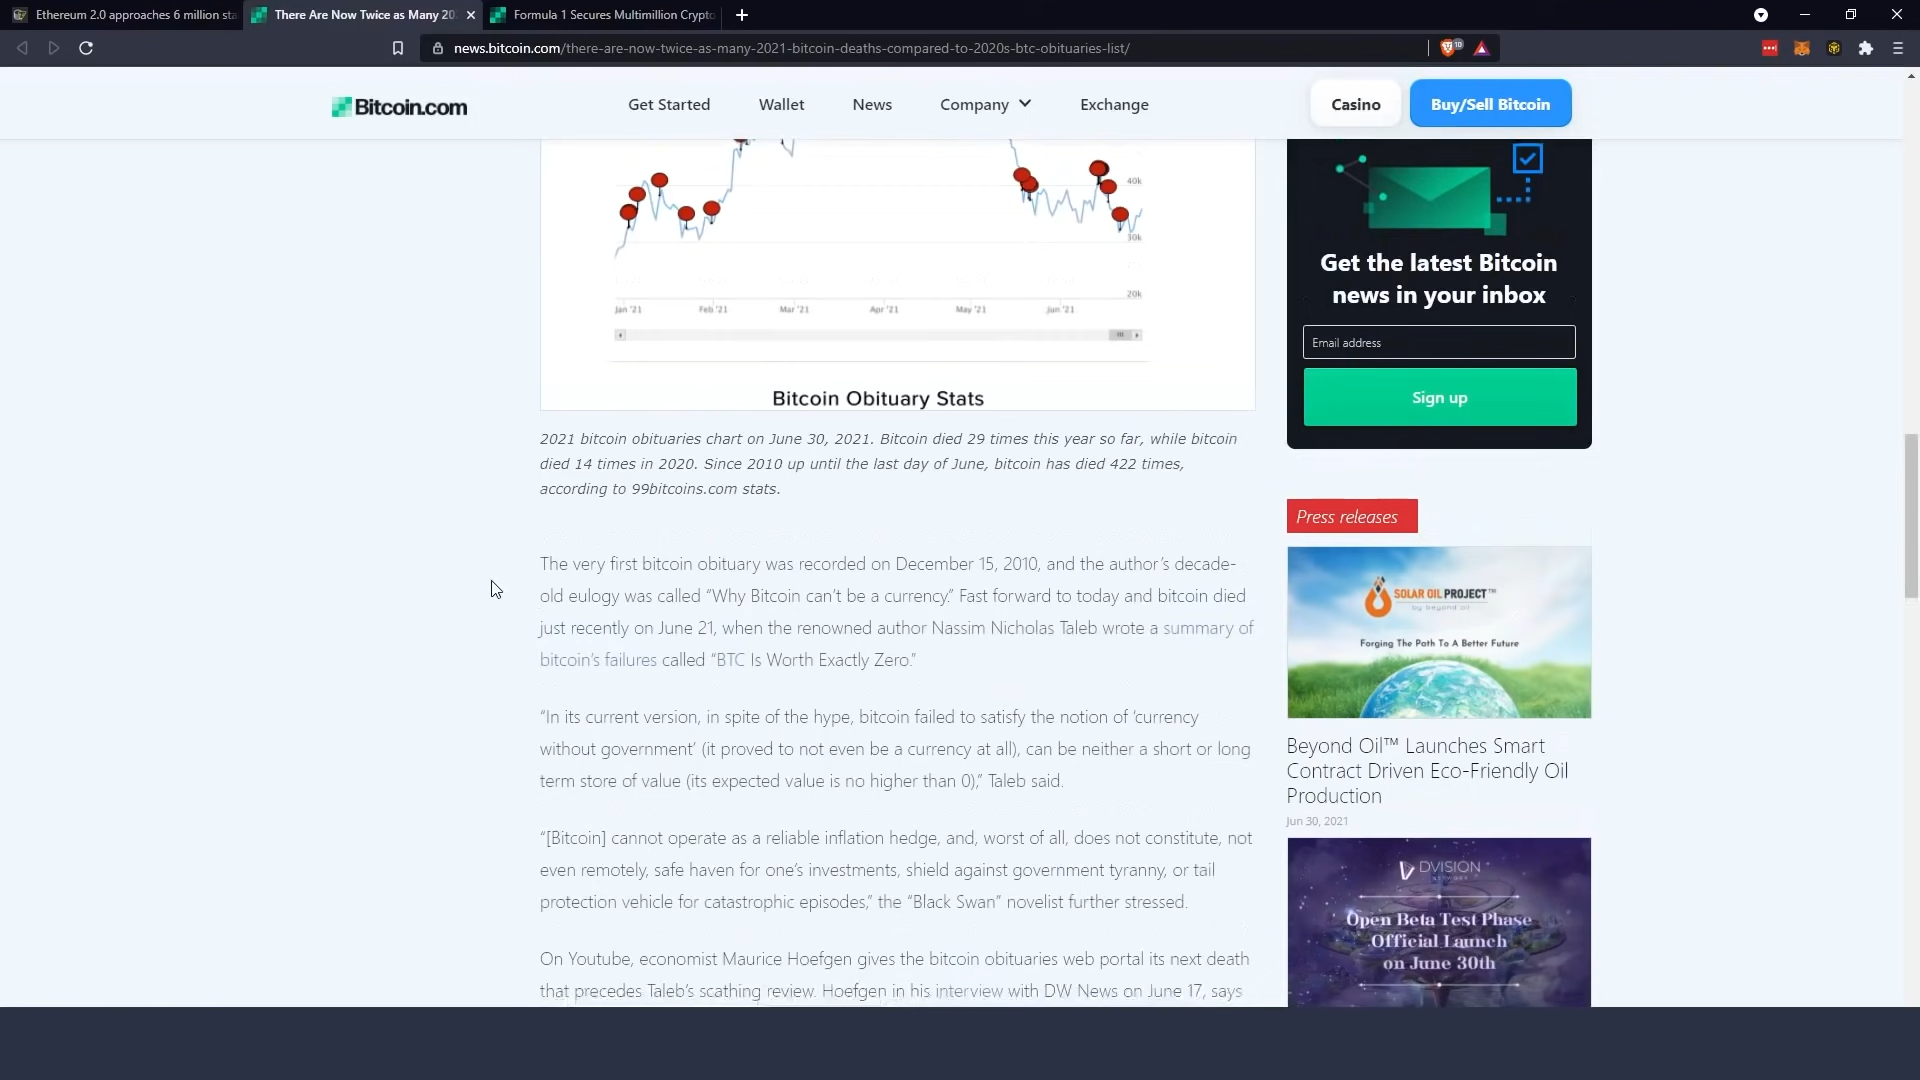 Ethereum 2.0 approaches 6 million sta
There Are Now Twice as Many 20
Formula 1 Secures Multimillion Crypto
news.bitcoin.com/there-are-now-twice-as-many-2021-bitcoin-deaths-compared-to-2020s-btc-obituaries-list/
10
Bitcoin.com
Get Started
Wallet
News
Company
Exchange
Casino
Buy/Sell Bitcoin
40k
30k
20k
Jan '21
Feb '21
Mar '21
Apr '21
May '21
Jun '21
Bitcoin Obituary Stats
2021 bitcoin obituaries chart on June 30, 2021. Bitcoin died 29 times this year so far, while bitcoin
died 14 times in 2020. Since 2010 up until the last day of June, bitcoin has died 422 times,
according to 99bitcoins.com stats.
The very first bitcoin obituary was recorded on December 15, 2010, and the author's decade-
old eulogy was called “Why Bitcoin can't be a currency.” Fast forward to today and bitcoin died
just recently on June 21, when the renowned author Nassim Nicholas Taleb wrote a summary of
bitcoin's failures called “BTC Is Worth Exactly Zero.”
“In its current version, in spite of the hype, bitcoin failed to satisfy the notion of ‘currency
without government’ (it proved to not even be a currency at all), can be neither a short or long
term store of value (its expected value is no higher than 0),” Taleb said.
“[Bitcoin] cannot operate as a reliable inflation hedge, and, worst of all, does not constitute, not
even remotely, safe haven for one's investments, shield against government tyranny, or tail
protection vehicle for catastrophic episodes,” the “Black Swan” novelist further stressed.
On Youtube, economist Maurice Hoefgen gives the bitcoin obituaries web portal its next death
that precedes Taleb's scathing review. Hoefgen in his interview with DW News on June 17, says
Get the latest Bitcoin
news in your inbox
Email address
Sign up
Press releases
SOLAR OIL PROJECT™
by beyond oil
Forging The Path To A Better Future
Beyond Oil™ Launches Smart
Contract Driven Eco-Friendly Oil
Production
Jun 30, 2021
DVISION
NETWORK
Open Beta Test Phase
Official Launch
on June 30th